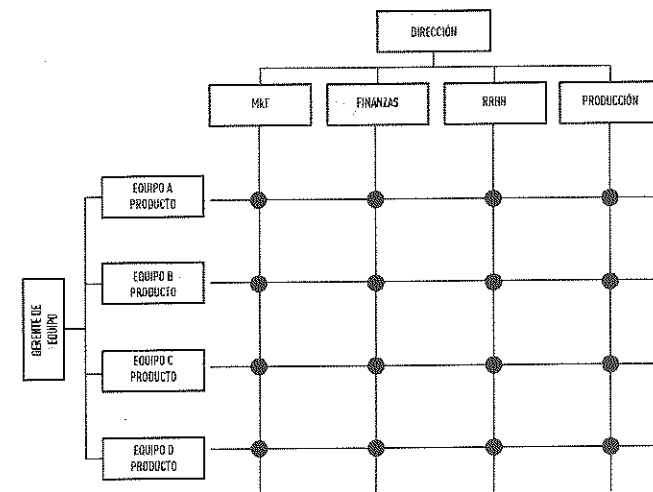 DIRECCIÓN
MkT
FINANZAS
RRHH
PRODUCCIÓN
EQUIPO A
PRODUCTO
EQUIPO B
PRODUCTO
GERENTE DE
EQUIPO
EQUIPO C
PRODUCTO
EQUIPO D
PRODUCTO